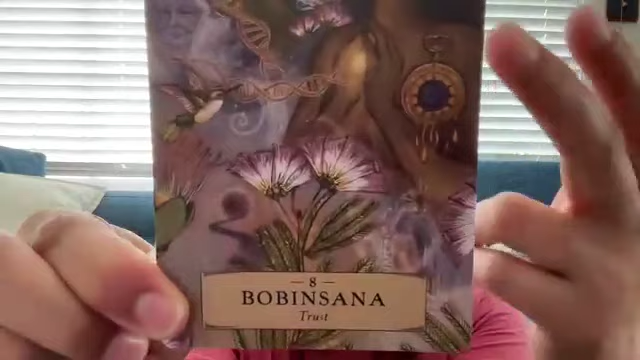 — 8 —
BOBINSANA
Trust